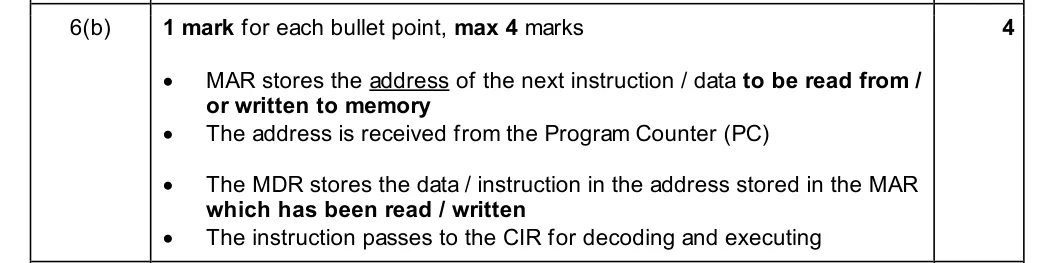 6(b) 1 mark for each bullet point, max 4 marks 4
• MAR stores the address of the next instruction / data to be read from /
or written to memory
• The address is received from the Program Counter (PC)
• The MDR stores the data / instruction in the address stored in the MAR
which has been read / written
• The instruction passes to the CIR for decoding and executing